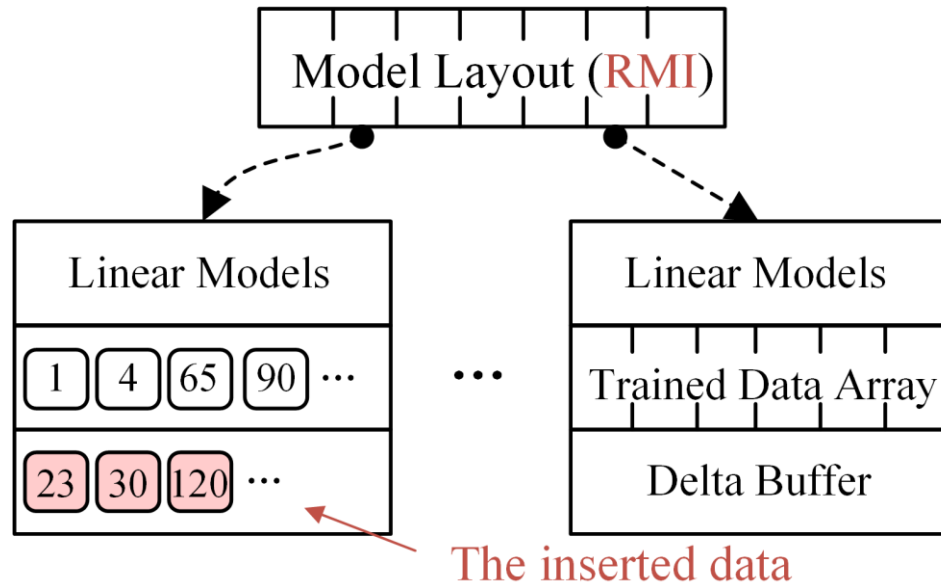 Model Layout (RMI)
Linear Models
1 4 65 90 ...
23 30 120 ...
...
Linear Models
Trained Data Array
Delta Buffer
The inserted data